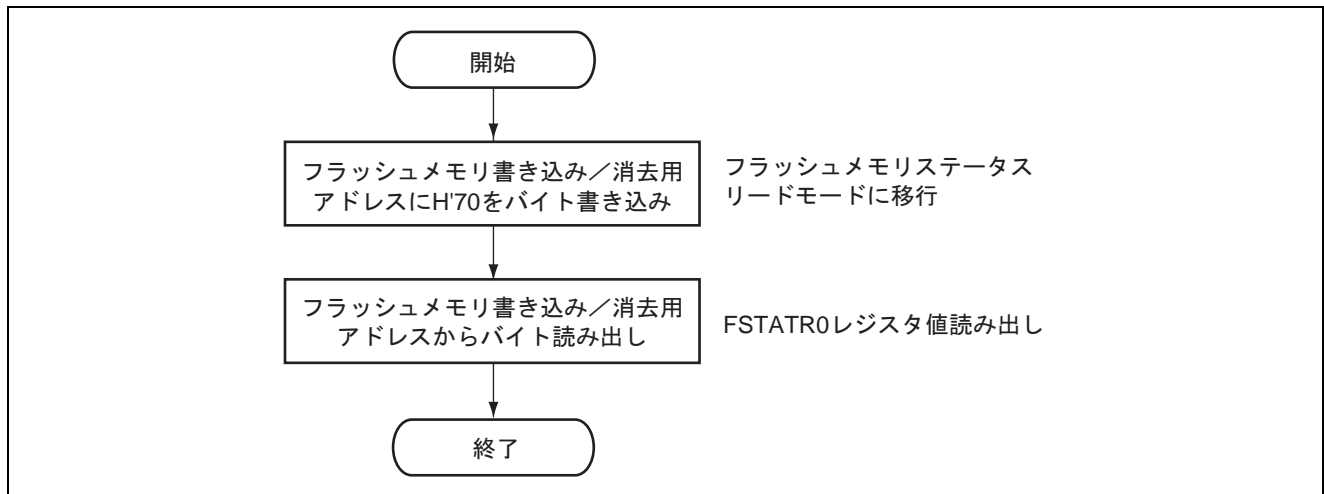 開始
フラッシュメモリ書き込み／消去用
アドレスにH'70をバイト書き込み
フラッシュメモリステータス
リードモードに移行
フラッシュメモリ書き込み／消去用
アドレスからバイト読み出し
FSTATR0レジスタ値読み出し
終了